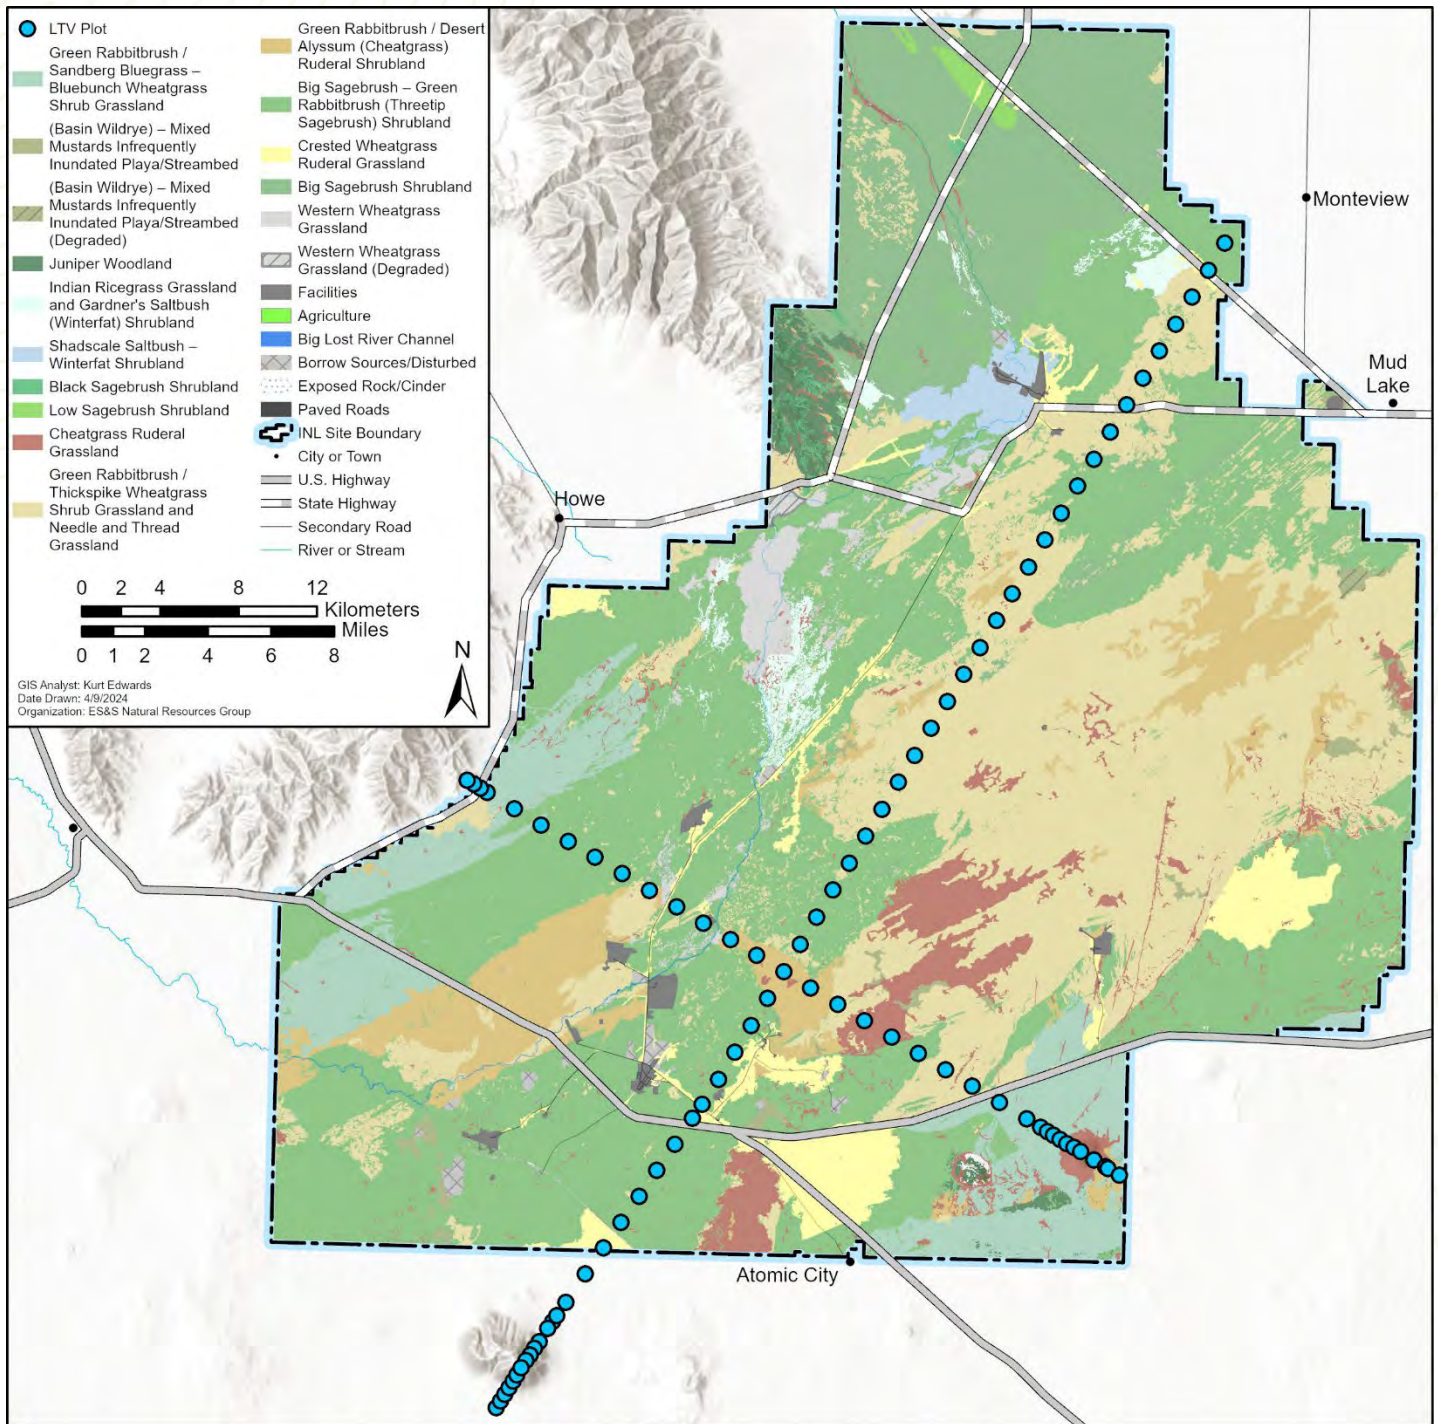 LTV Plot
Green Rabbitbrush /
Sandberg Bluegrass –
Bluebunch Wheatgrass
Shrub Grassland
(Basin Wildrye) – Mixed
Mustards Infrequently
Inundated Playa/Streambed
(Basin Wildrye) – Mixed
Mustards Infrequently
Inundated Playa/Streambed
(Degraded)
Juniper Woodland
Indian Ricegrass Grassland
and Gardner's Saltbush
(Winterfat) Shrubland
Shadscale Saltbush –
Winterfat Shrubland
Black Sagebrush Shrubland
Low Sagebrush Shrubland
Cheatgrass Ruderal
Grassland
Green Rabbitbrush /
Thickspike Wheatgrass
Shrub Grassland and
Needle and Thread
Grassland
Green Rabbitbrush / Desert
Alyssum (Cheatgrass)
Ruderal Shrubland
Big Sagebrush – Green
Rabbitbrush (Threetip
Sagebrush) Shrubland
Crested Wheatgrass
Ruderal Grassland
Big Sagebrush Shrubland
Western Wheatgrass
Grassland
Western Wheatgrass
Grassland (Degraded)
Facilities
Agriculture
Big Lost River Channel
Borrow Sources/Disturbed
Exposed Rock/Cinder
Paved Roads
INL Site Boundary
City or Town
U.S. Highway
State Highway
Secondary Road
River or Stream
0 2 4 8 12
Kilometers
Miles
0 1 2 4 6 8
N
GIS Analyst: Kurt Edwards
Date Drawn: 4/9/2024
Organization: ES&S Natural Resources Group
Monteview
Mud
Lake
Howe
Atomic City